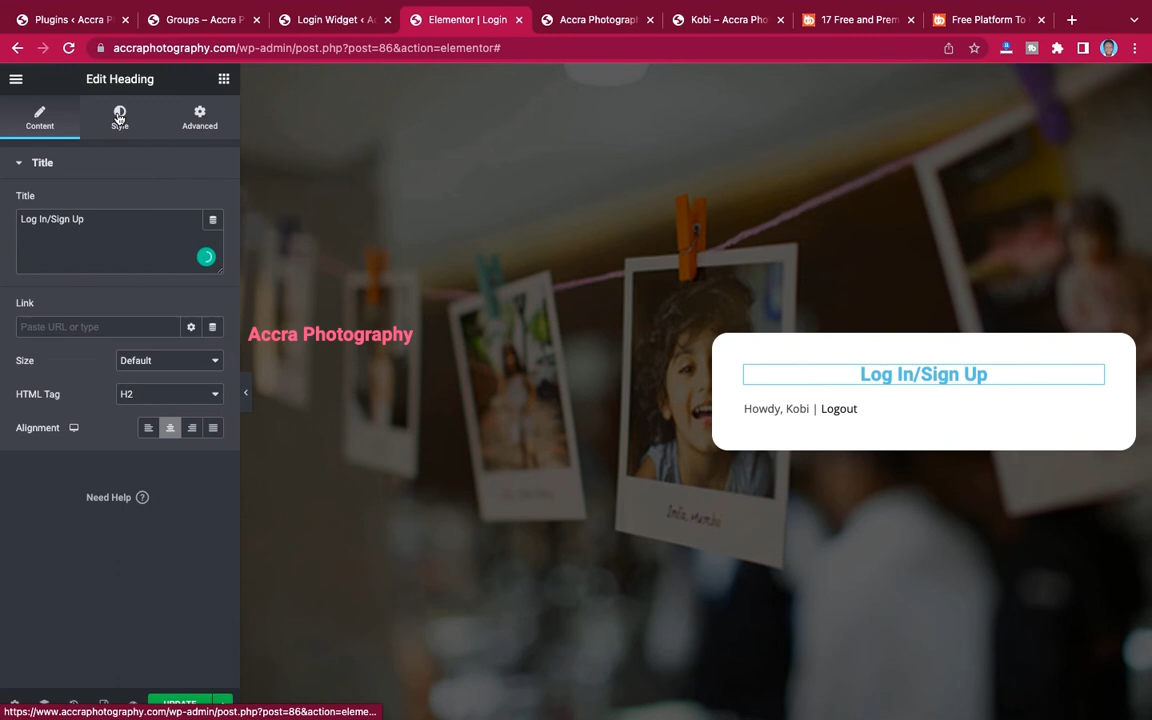 Plugins ‹ Accra P
Groups – Accra P
Login Widget ‹ Ac
Elementor | Login
Accra Photograph
Kobi – Accra Pho
17 Free and Prem
Free Platform To
accraphotography.com/wp-admin/post.php?post=86&action=elementor#
Edit Heading
Content
Style
Advanced
Title
Title
Log In/Sign Up
Link
Paste URL or type
Size
Default
HTML Tag
H2
Alignment
Need Help ?
Accra Photography
Log In/Sign Up
Howdy, Kobi | Logout
UPDATE
https://www.accraphotography.com/wp-admin/post.php?post=86&action=eleme...